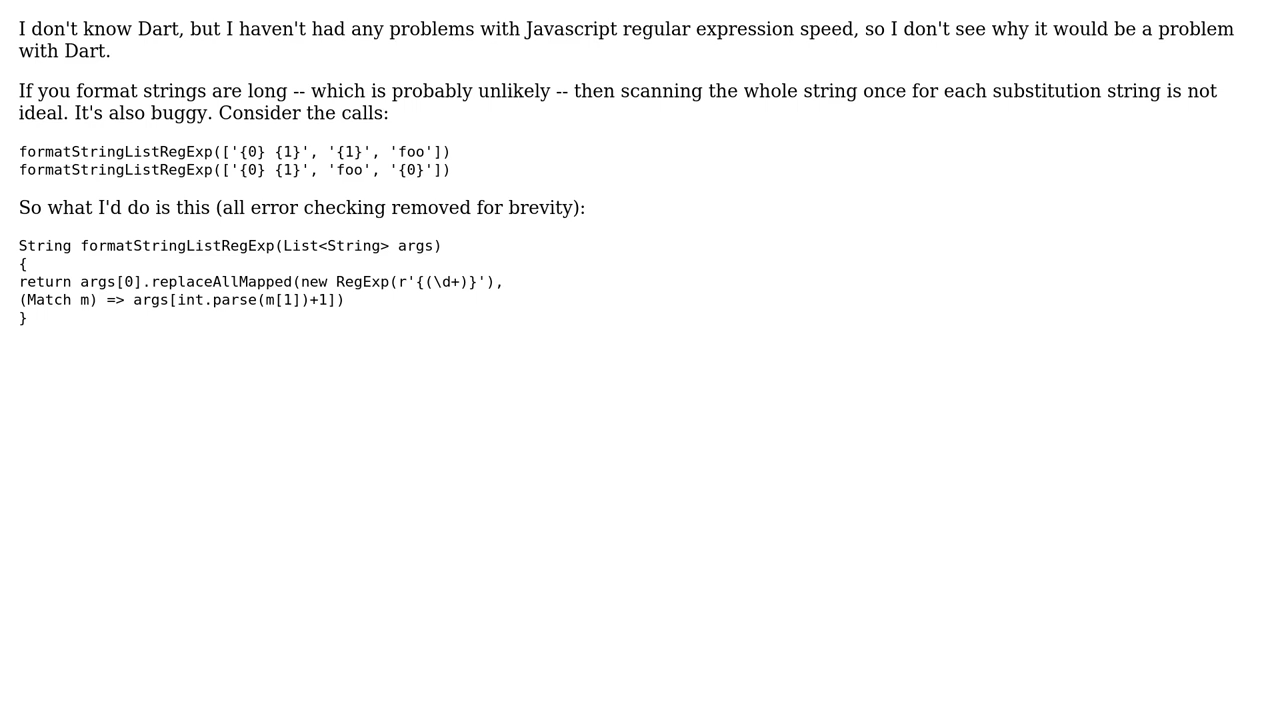 I don't know Dart, but I haven't had any problems with Javascript regular expression speed, so I don't see why it would be a problem
with Dart.
If you format strings are long -- which is probably unlikely -- then scanning the whole string once for each substitution string is not
ideal. It's also buggy. Consider the calls:
formatStringListRegExp(['{0} {1}', '{1}', 'foo'])
formatStringListRegExp(['{0} {1}', 'foo', '{0}'])
So what I'd do is this (all error checking removed for brevity):
String formatStringListRegExp(List<String> args)
{
return args[0].replaceAllMapped(new RegExp(r'{(\d+)}'),
(Match m) => args[int.parse(m[1])+1])
}